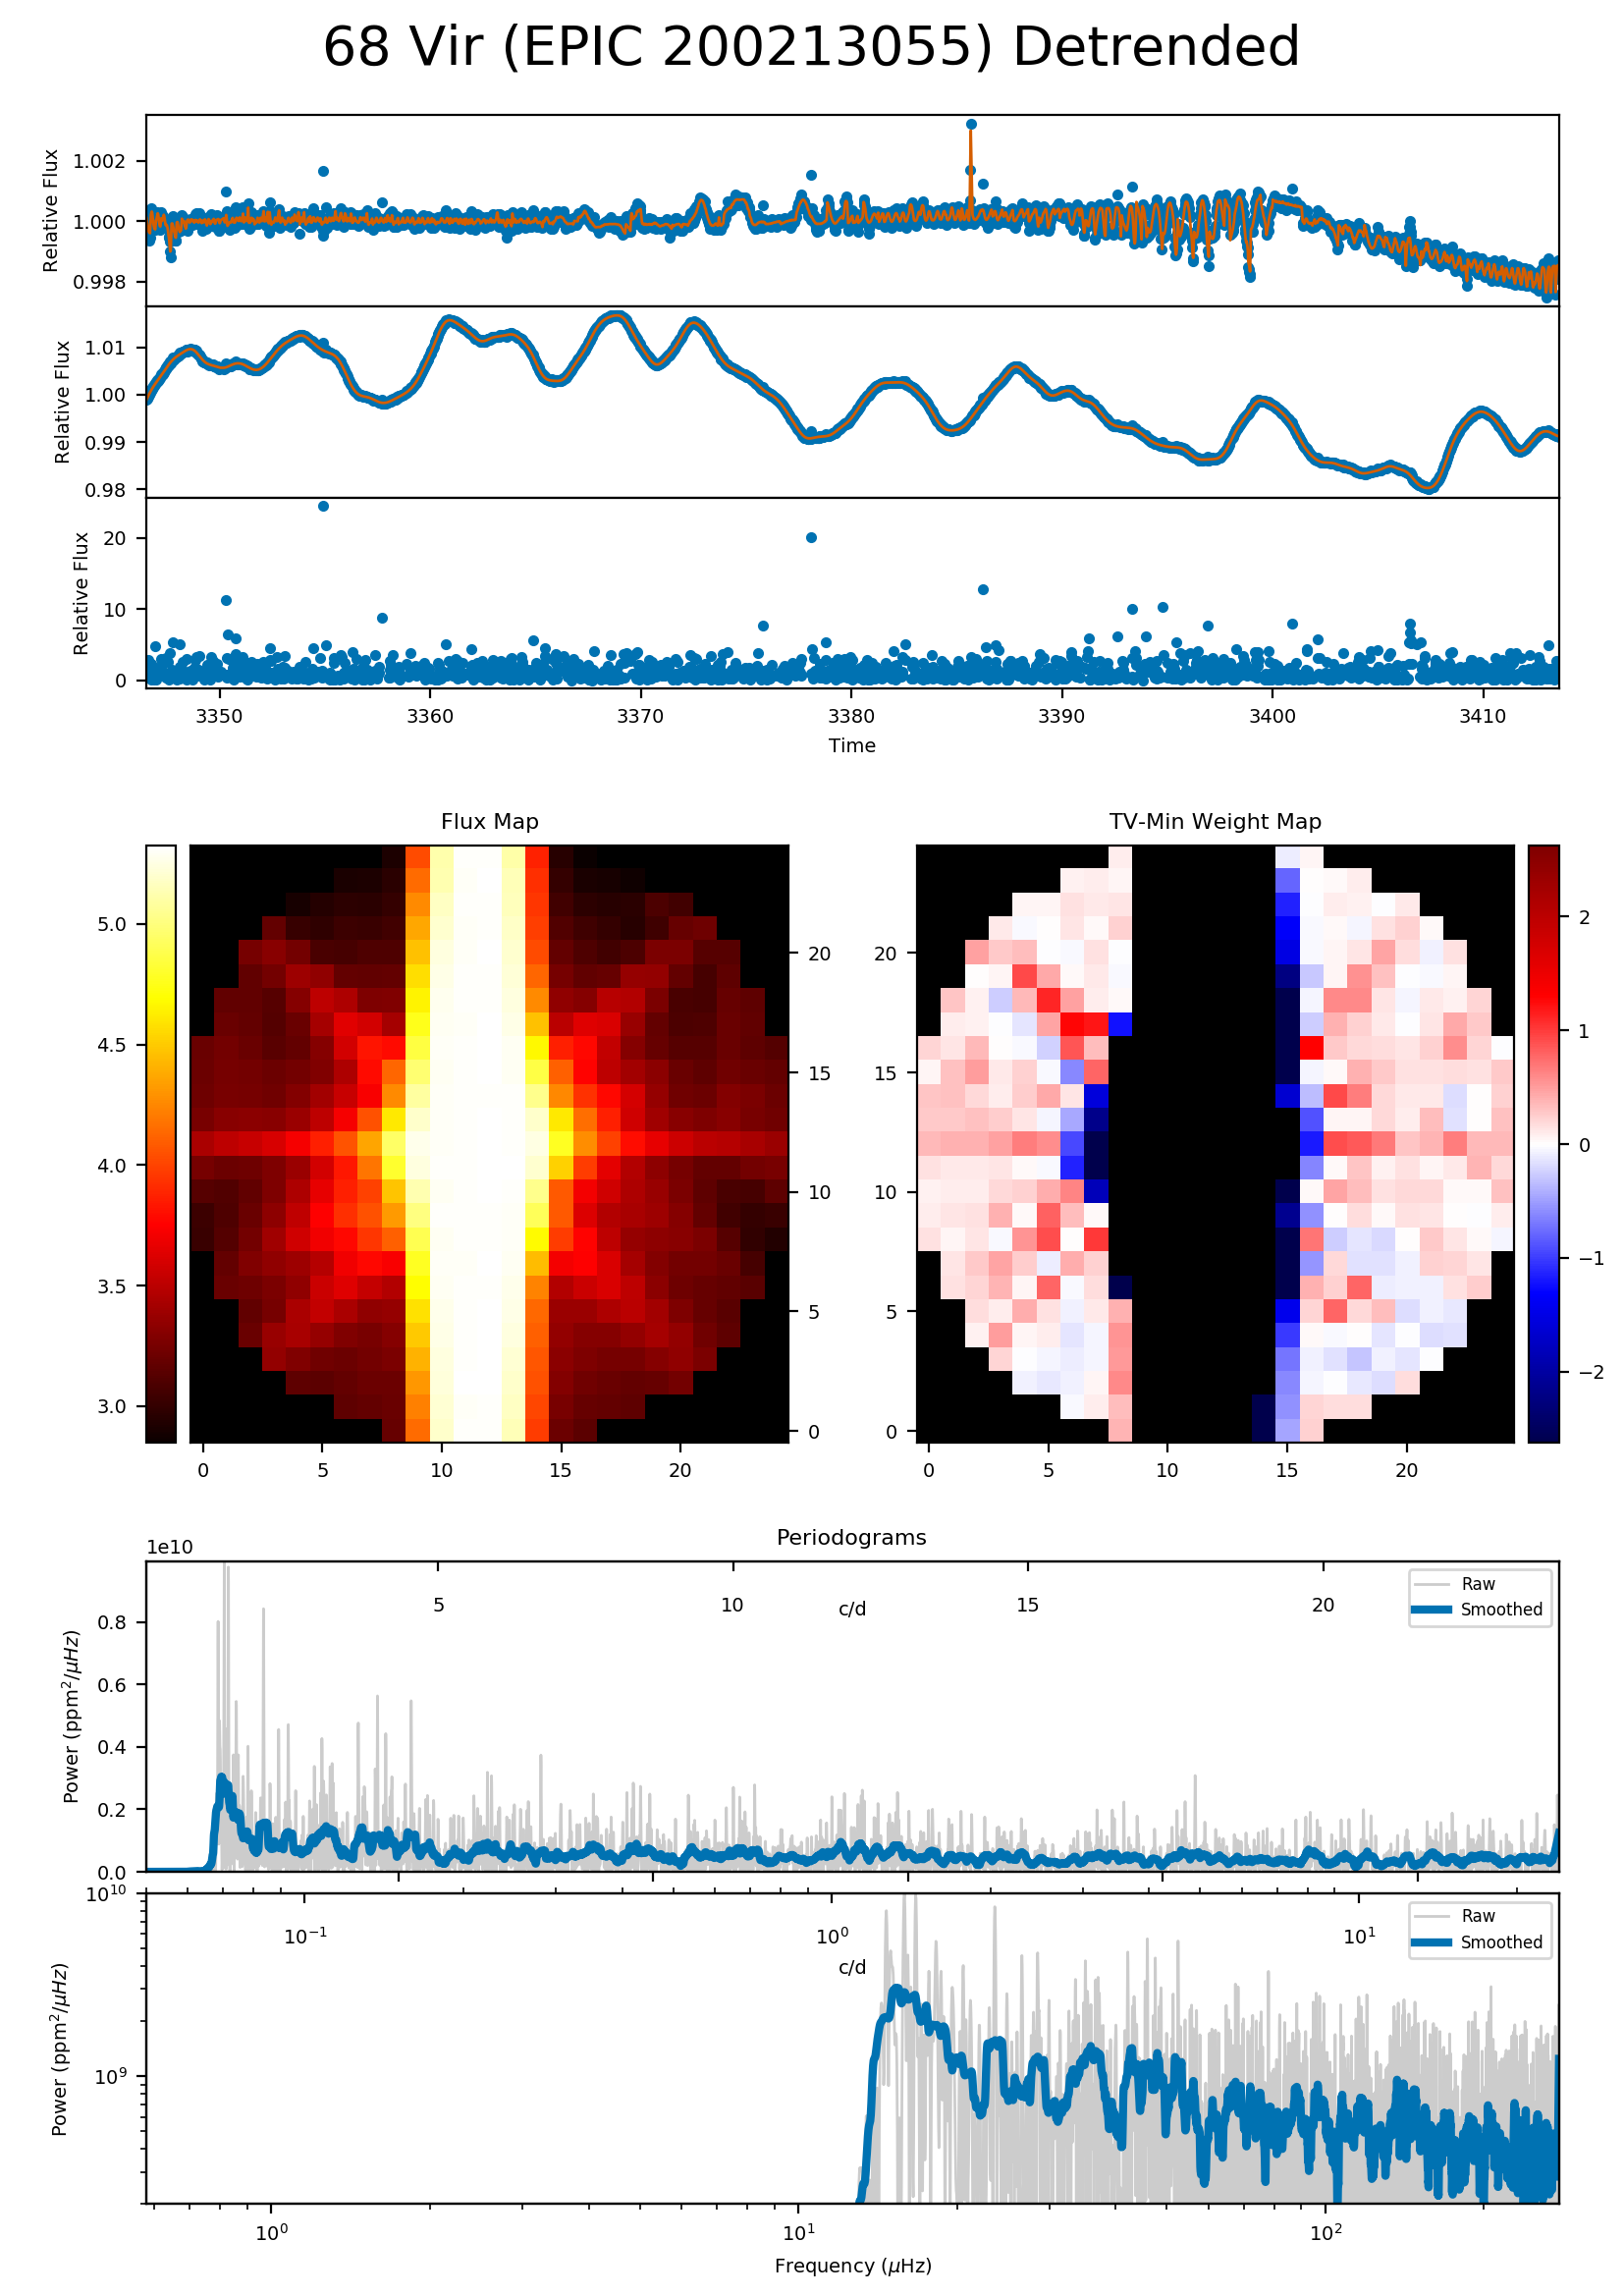 68 Vir (EPIC 200213055) Detrended
Relative Flux
1.002
1.000
0.998
Relative Flux
1.01
1.00
0.99
0.98
Relative Flux
20
10
0
3350 3360 3370 3380 3390 3400 3410
Time
Flux Map
5.0
4.5
4.0
3.5
3.0
20
15
10
5
0
0 5 10 15 20
TV-Min Weight Map
20
15
10
5
0
0 5 10 15 20
2
1
0
−1
−2
Periodograms
1e10
Power (ppm²/μHz)
0.8
0.6
0.4
0.2
0.0
5 10 15 20
c/d
Raw
Smoothed
Power (ppm²/μHz)
10¹⁰
10⁹
10⁻¹ 10⁰ 10¹
c/d
Raw
Smoothed
10⁰ 10¹ 10²
Frequency (μHz)